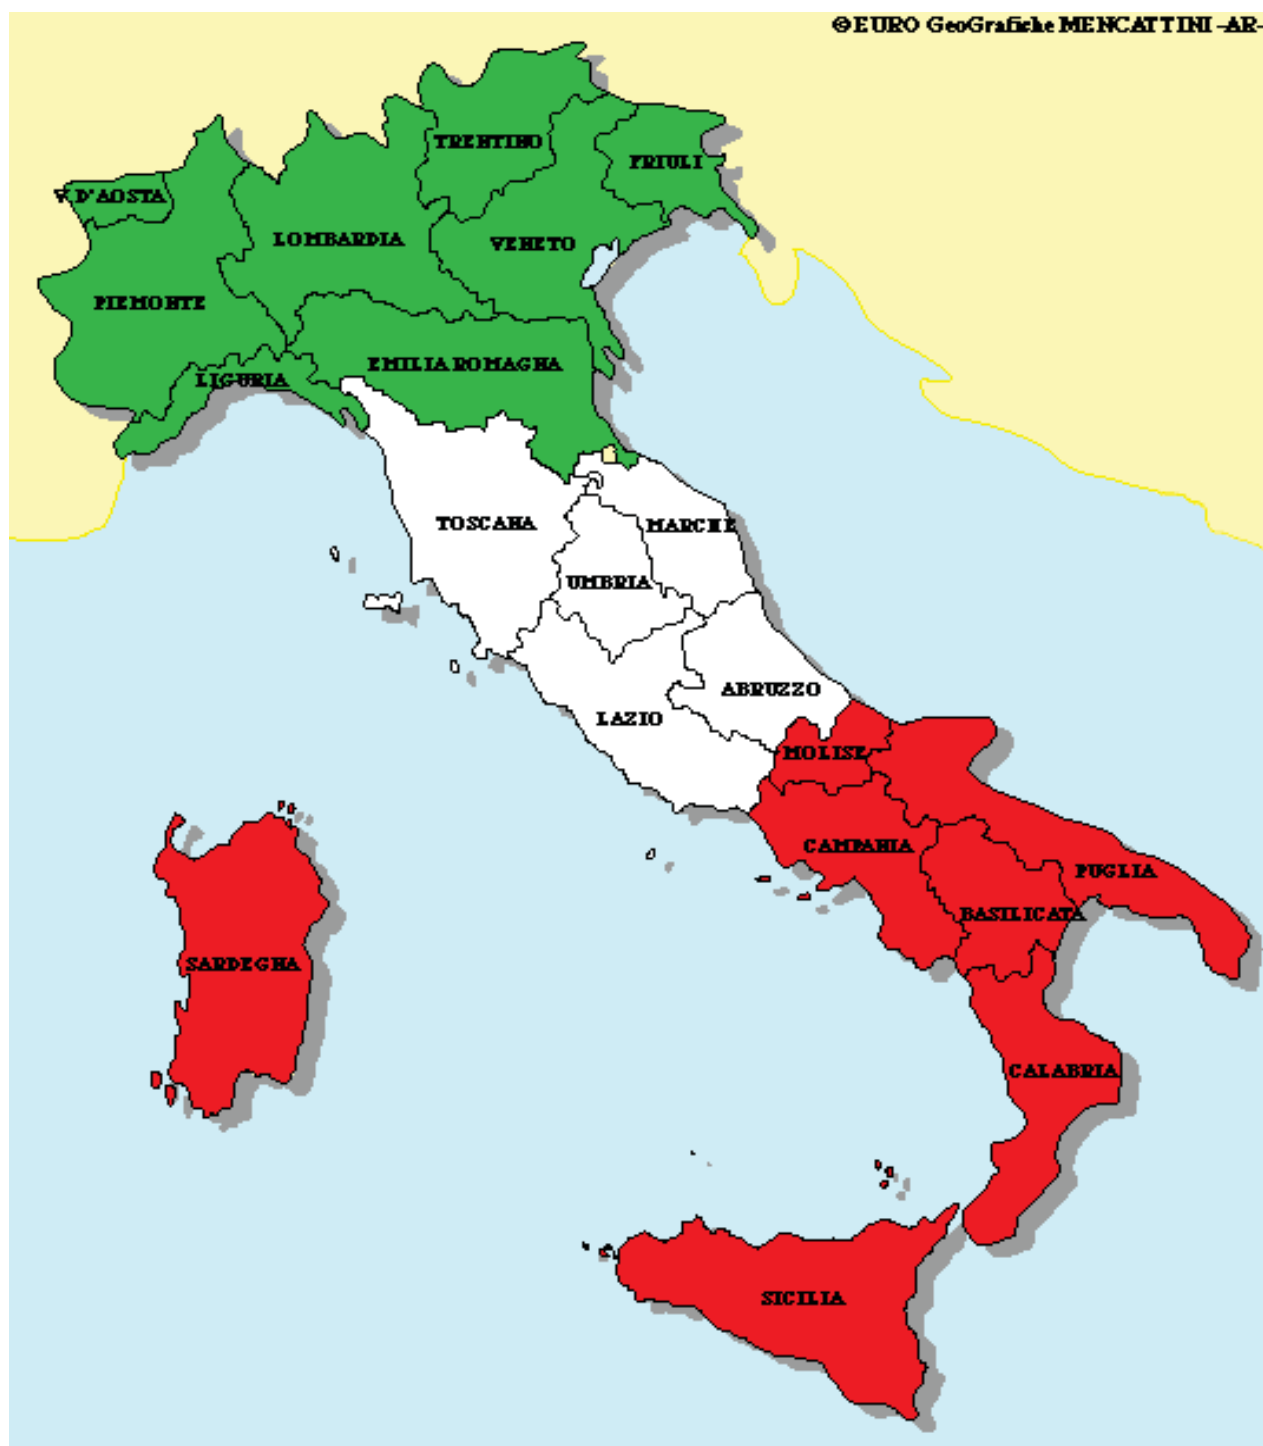 ©EURO GeoGrafiche MENCATTINI -AR-
TRENTINO
FRIULI
V D'AOSTA
LOMBARDIA
VENETO
PIEMONTE
EMILIA ROMAGNA
LIGURIA
TOSCANA
MARCHE
UMBRIA
ABRUZZO
LAZIO
MOLISE
CAMPANIA
PUGLIA
BASILICATA
SARDEGNA
CALABRIA
SICILIA